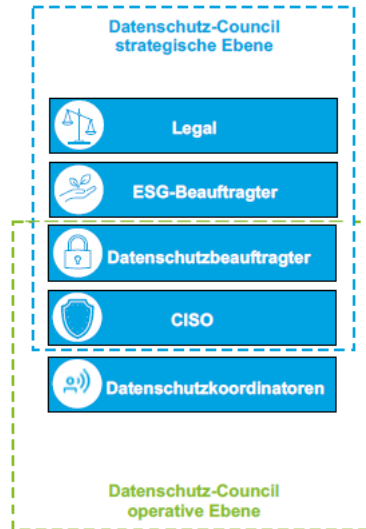 Datenschutz-Council
strategische Ebene
Legal
ESG-Beauftragter
Datenschutzbeauftragter
CISO
Datenschutzkoordinatoren
Datenschutz-Council
operative Ebene